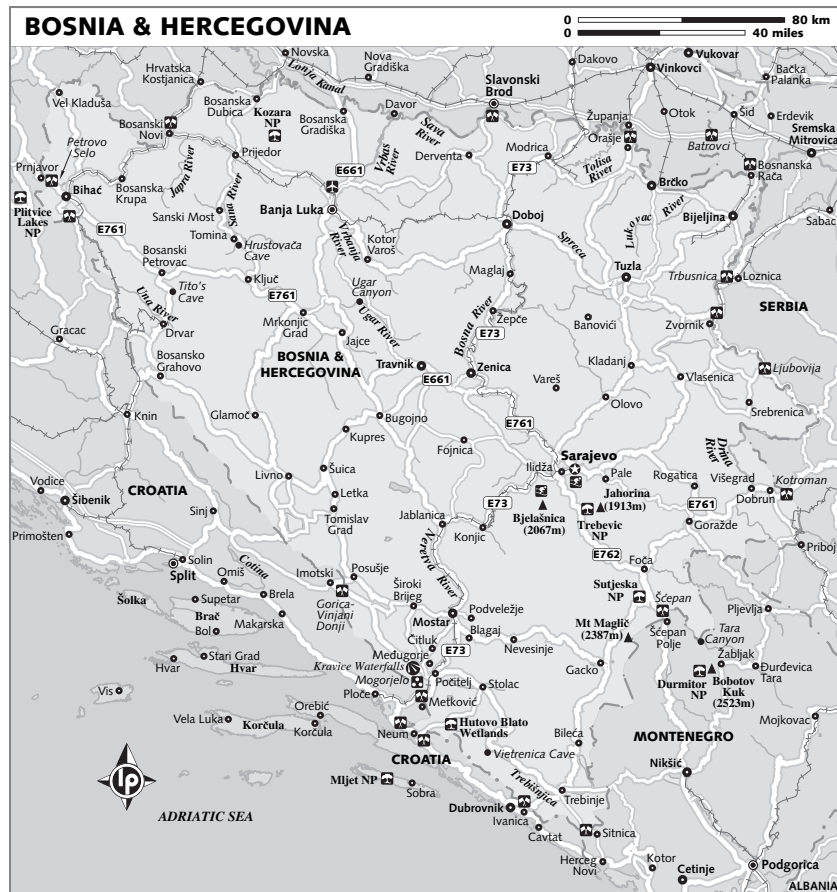 BOSNIA & HERCEGOVINA
0 80 km
0 40 miles
Novska
Nova
Gradiška
Dakovo
Vukovar
Vinkovci
Bačka
Palanka
Hrvatska
Kostjanica
Lonja Kanal
Slavonski
Brod
Vel Kladuša
Bosanska
Dubica
Kozara
NP
Bosanska
Gradiška
Davor
Sava
River
Županja
Otok
Šid
Erdevik
Orašje
Batrovci
Sremska
Mitrovica
Bosanski
Novi
Petrovo
Selo
Prnjavor
Japra River
Prijedor
E661
Vrbas
River
Derventa
Modrica
E73
Tolisa
River
Bosnanska
Rača
Bihać
Bosanska
Krupa
Sana River
Brčko
Plitvice
Lakes
NP
E761
Sanski Most
Banja Luka
Vrbanja
River
Doboj
Lukovac
River
Bijeljina
Sabac
Tomina
Hrustovača
Cave
Kotor
Varoš
Spreca
Bosanski
Petrovac
Ključ
Maglaj
Tuzla
Trbusnica
Loznica
Una River
Tito's
Cave
E761
Ugar
Canyon
Ugar River
Bosna River
SERBIA
Drvar
Mrkonjic
Grad
Žepče
E73
Banovići
Zvornik
Gracac
Jajce
Bosansko
Grahovo
BOSNIA &
HERCEGOVINA
Travnik
E661
Zenica
Kladanj
Ljubovija
Vareš
Vlasenica
Knin
Glamoč
Bugojno
E761
Olovo
Srebrenica
Kupres
Fojnica
Sarajevo
Drina
River
Vodice
CROATIA
Livno
Šuica
Ilidža
Pale
Rogatica
Višegrad
Kotroman
Šibenik
Letka
Jahorina
(1913m)
E761
Dobrun
Sinj
Tomislav
Grad
Jablanica
E73
Bjelašnica
(2067m)
Trebevic
NP
Goražde
Primošten
Konjic
Neretva River
E762
Priboj
Solin
Split
Cotina
Omiš
Imotski
Posušje
Foča
Šolka
Supetar
Brela
Gorica-
Vinjani
Donji
Široki
Brijeg
Sutjeska
NP
Šćepan
Pljevlja
Brač
Bol
Makarska
Mostar
Podveležje
Mt Maglič
(2387m)
Šćepan
Polje
Tara
Canyon
Čitluk
Blagaj
Nevesinje
Hvar
Stari Grad
Hvar
Međugorje
E73
Kravice Waterfalls
Mogorjelo
Počitelj
Gacko
Žabljak
Đurđevica
Tara
Durmitor
NP
Bobotov
Kuk
(2523m)
Vis
Ploče
Stolac
Orebić
Metković
Vela Luka
Korčula
Korčula
Neum
Hutovo Blato
Wetlands
Bileća
Mojkovac
CROATIA
MONTENEGRO
Vjetrenica Cave
Nikšić
lp
Mljet NP
Sobra
Trebišnjica
ADRIATIC SEA
Dubrovnik
Ivanica
Trebinje
Cavtat
Sitnica
Herceg
Novi
Kotor
Cetinje
Podgorica
ALBANIA